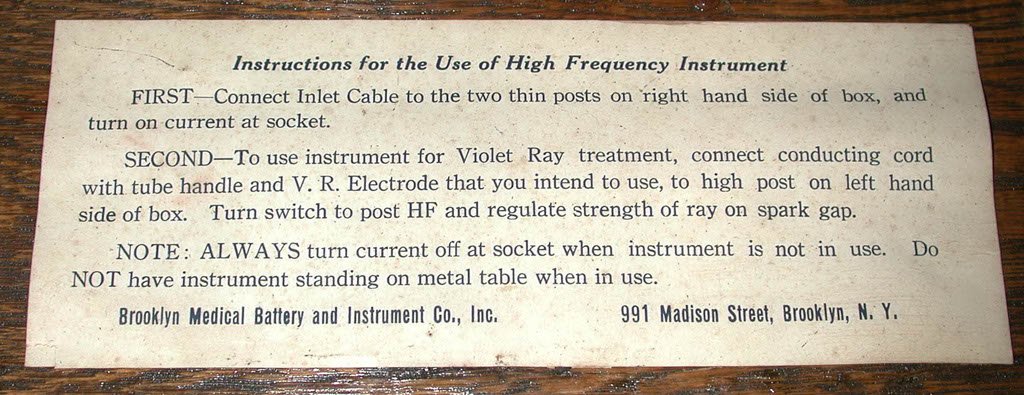 Instructions for the Use of High Frequency Instrument
FIRST—Connect Inlet Cable to the two thin posts on right hand side of box, and
turn on current at socket.
SECOND—To use instrument for Violet Ray treatment, connect conducting cord
with tube handle and V. R. Electrode that you intend to use, to high post on left hand
side of box. Turn switch to post HF and regulate strength of ray on spark gap.
NOTE: ALWAYS turn current off at socket when instrument is not in use. Do
NOT have instrument standing on metal table when in use.
Brooklyn Medical Battery and Instrument Co., Inc. 991 Madison Street, Brooklyn, N. Y.